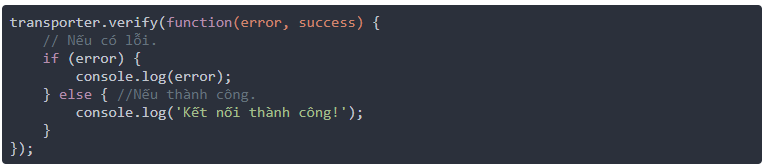 transporter.verify(function(error, success) {
    // Nếu có lỗi.
    if (error) {
        console.log(error);
    } else { //Nếu thành công.
        console.log('Kết nối thành công!');
    }
});